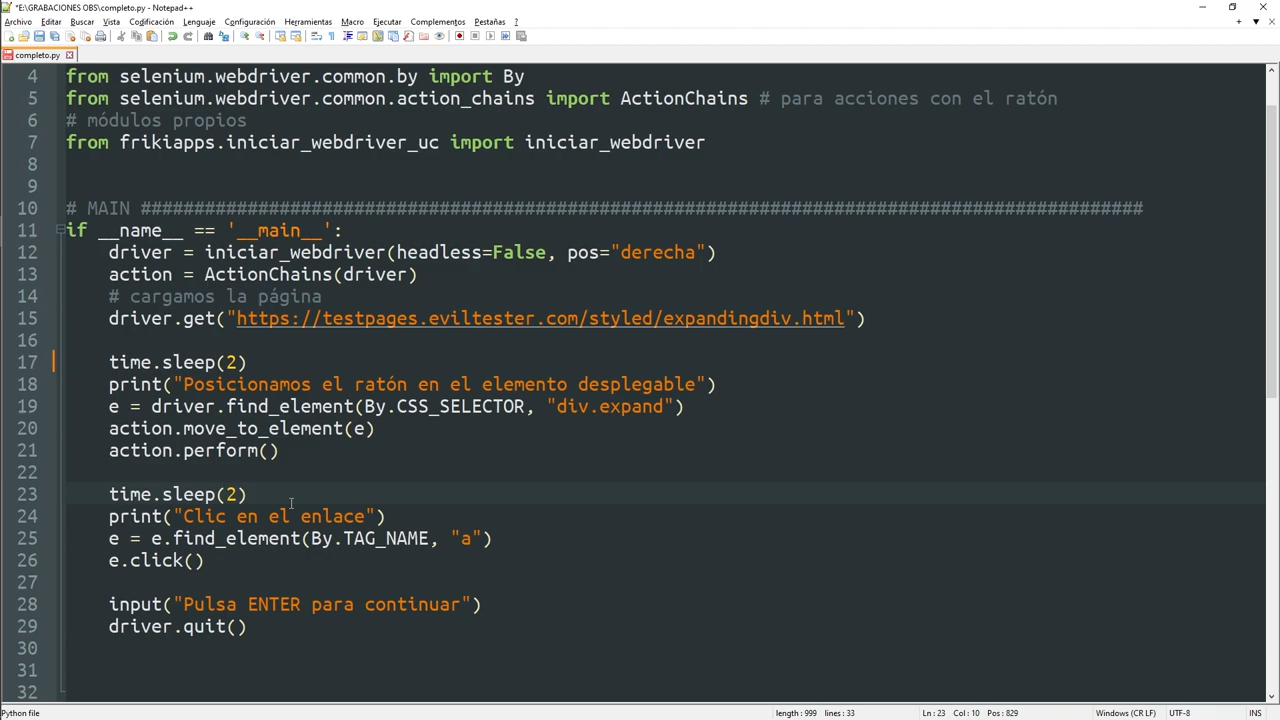 *E:\GRABACIONES OBS\completo.py - Notepad++
Archivo Editar Buscar Vista Codificación Lenguaje Configuración Herramientas Macro Ejecutar Complementos Pestañas ?
completo.py
4 from selenium.webdriver.common.by import By
5 from selenium.webdriver.common.action_chains import ActionChains # para acciones con el ratón
6 # módulos propios
7 from frikiapps.iniciar_webdriver_uc import iniciar_webdriver
8
9
10 # MAIN ##############################################################################################
11 if __name__ == '__main__':
12 driver = iniciar_webdriver(headless=False, pos="derecha")
13 action = ActionChains(driver)
14 # cargamos la página
15 driver.get("https://testpages.eviltester.com/styled/expandingdiv.html")
16
17 time.sleep(2)
18 print("Posicionamos el ratón en el elemento desplegable")
19 e = driver.find_element(By.CSS_SELECTOR, "div.expand")
20 action.move_to_element(e)
21 action.perform()
22
23 time.sleep(2)
24 print("Clic en el enlace")
25 e = e.find_element(By.TAG_NAME, "a")
26 e.click()
27
28 input("Pulsa ENTER para continuar")
29 driver.quit()
30
31
32
Python file length : 999 lines : 33 Ln : 23 Col : 10 Pos : 829 Windows (CR LF) UTF-8 INS